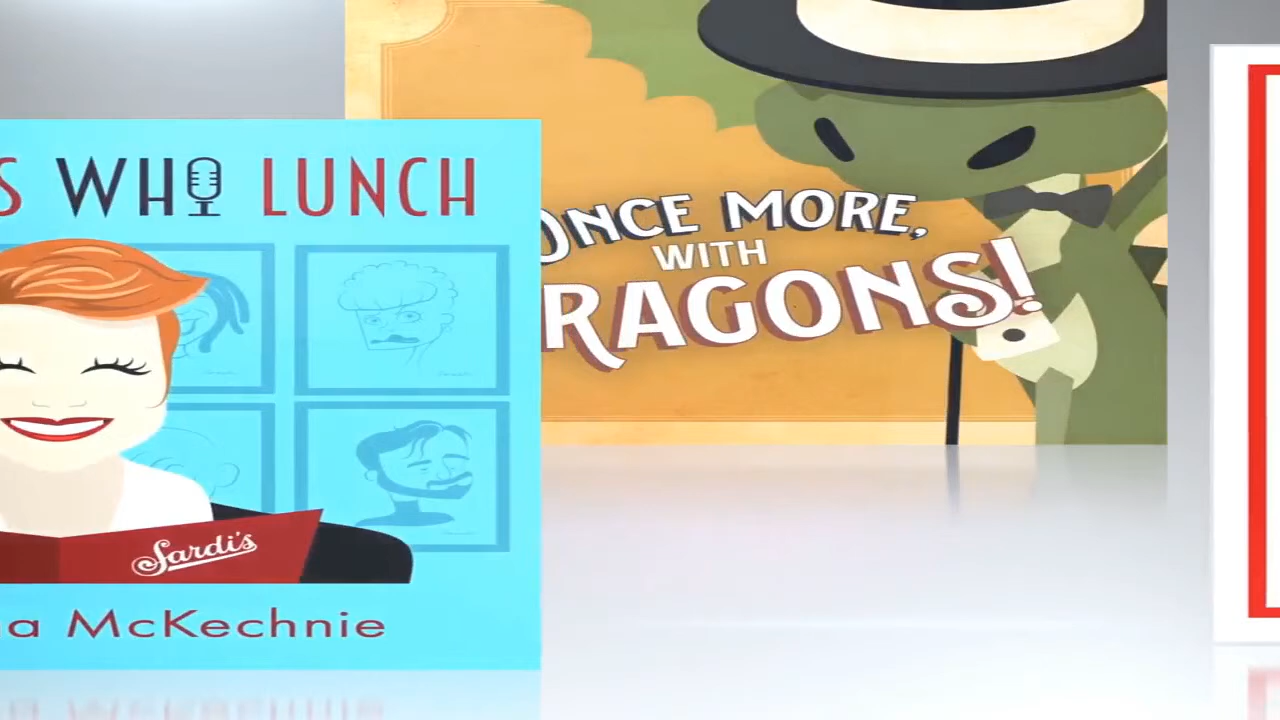 S WHO LUNCH
Sardi's
a McKechnie
ONCE MORE,
WITH
RAGONS!